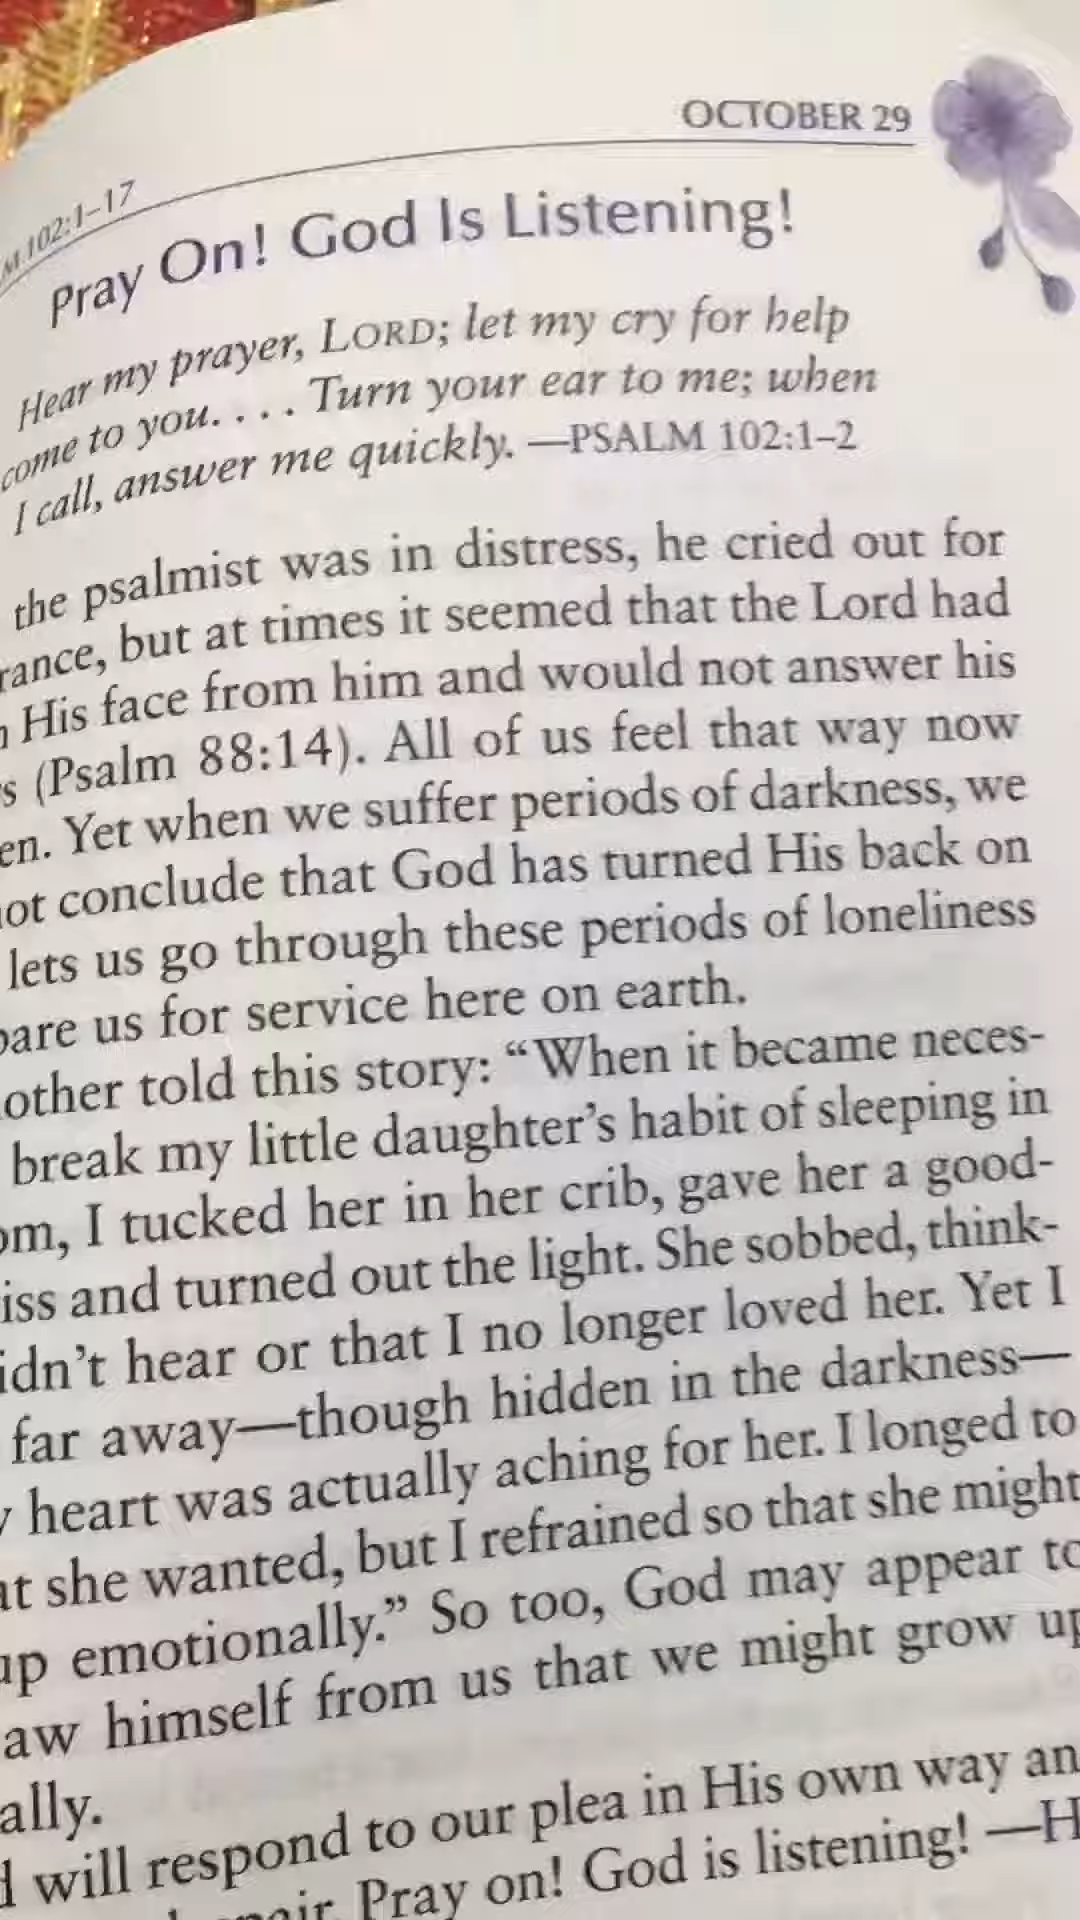 OCTOBER 29
102:1–17
Pray On! God Is Listening!
Hear my prayer, LORD; let my cry for help
come to you. . . . Turn your ear to me; when
I call, answer me quickly. —PSALM 102:1–2
the psalmist was in distress, he cried out for
rance, but at times it seemed that the Lord had
His face from him and would not answer his
s (Psalm 88:14). All of us feel that way now
en. Yet when we suffer periods of darkness, we
ot conclude that God has turned His back on
lets us go through these periods of loneliness
pare us for service here on earth.
other told this story: “When it became neces-
break my little daughter’s habit of sleeping in
om, I tucked her in her crib, gave her a good-
iss and turned out the light. She sobbed, think-
idn’t hear or that I no longer loved her. Yet I
far away—though hidden in the darkness—
y heart was actually aching for her. I longed to
at she wanted, but I refrained so that she might
up emotionally.” So too, God may appear to
aw himself from us that we might grow up
ally.
d will respond to our plea in His own way an
pair. Pray on! God is listening! —H